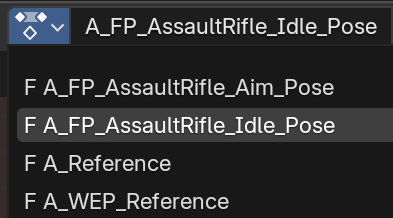 A_FP_AssaultRifle_Idle_Pose
F A_FP_AssaultRifle_Aim_Pose
F A_FP_AssaultRifle_Idle_Pose
F A_Reference
F A_WEP_Reference